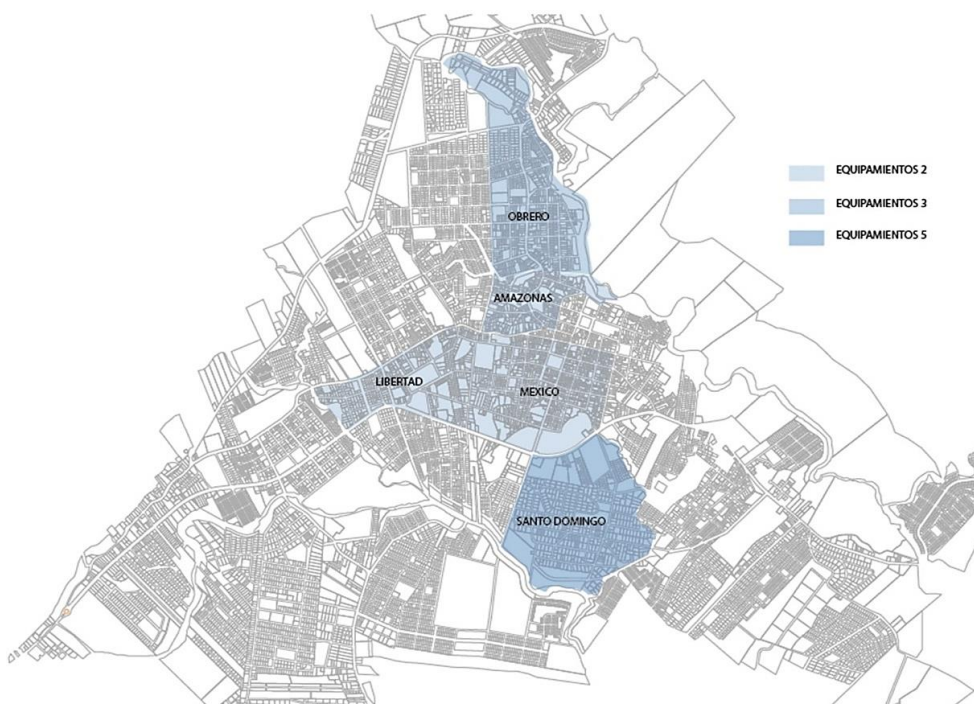 EQUIPAMIENTOS 2
EQUIPAMIENTOS 3
OBRERO
EQUIPAMIENTOS 5
AMAZONAS
LIBERTAD
MEXICO
SANTO DOMINGO